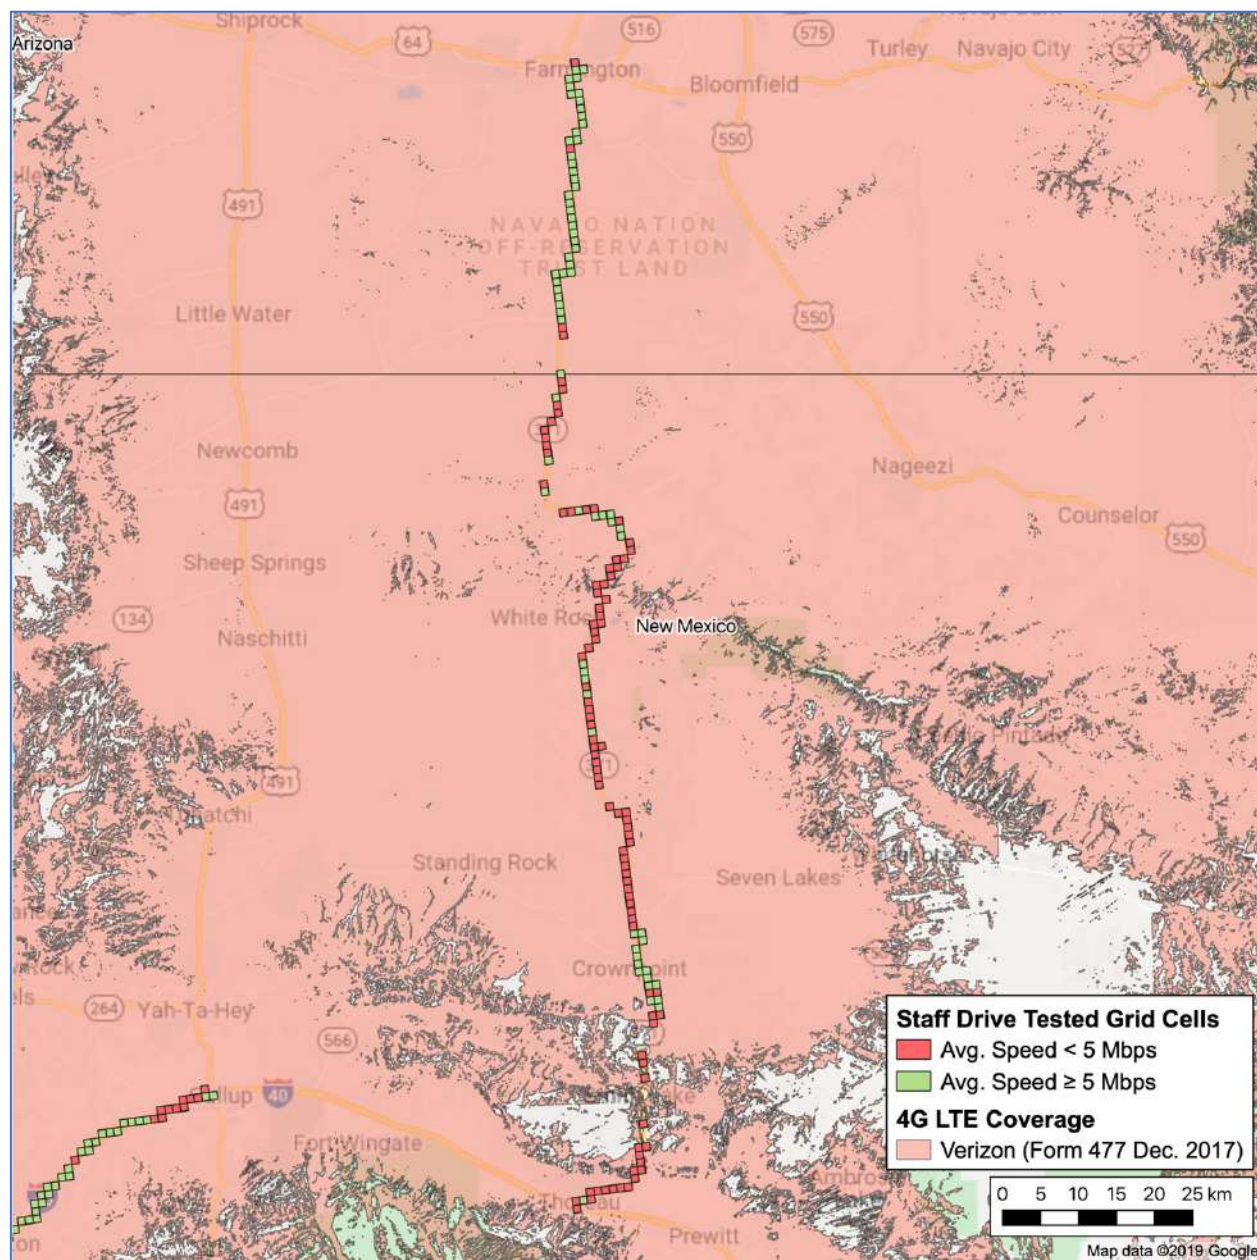 Arizona
Shiprock
64
516
575
Turley
Navajo City
Farmington
Bloomfield
550
491
NAVAJO NATION
OFF-RESERVATION
TRUST LAND
Little Water
550
Newcomb
Nageezi
491
Counselor
550
Sheep Springs
134
White Roc
New Mexico
Naschitti
491
371
Standing Rock
Seven Lakes
Crownpoint
264
Yah-Ta-Hey
566
40
Fort Wingate
Thoreau
Prewitt
Staff Drive Tested Grid Cells
Avg. Speed < 5 Mbps
Avg. Speed ≥ 5 Mbps
4G LTE Coverage
Verizon (Form 477 Dec. 2017)
0 5 10 15 20 25 km
Map data ©2019 Google